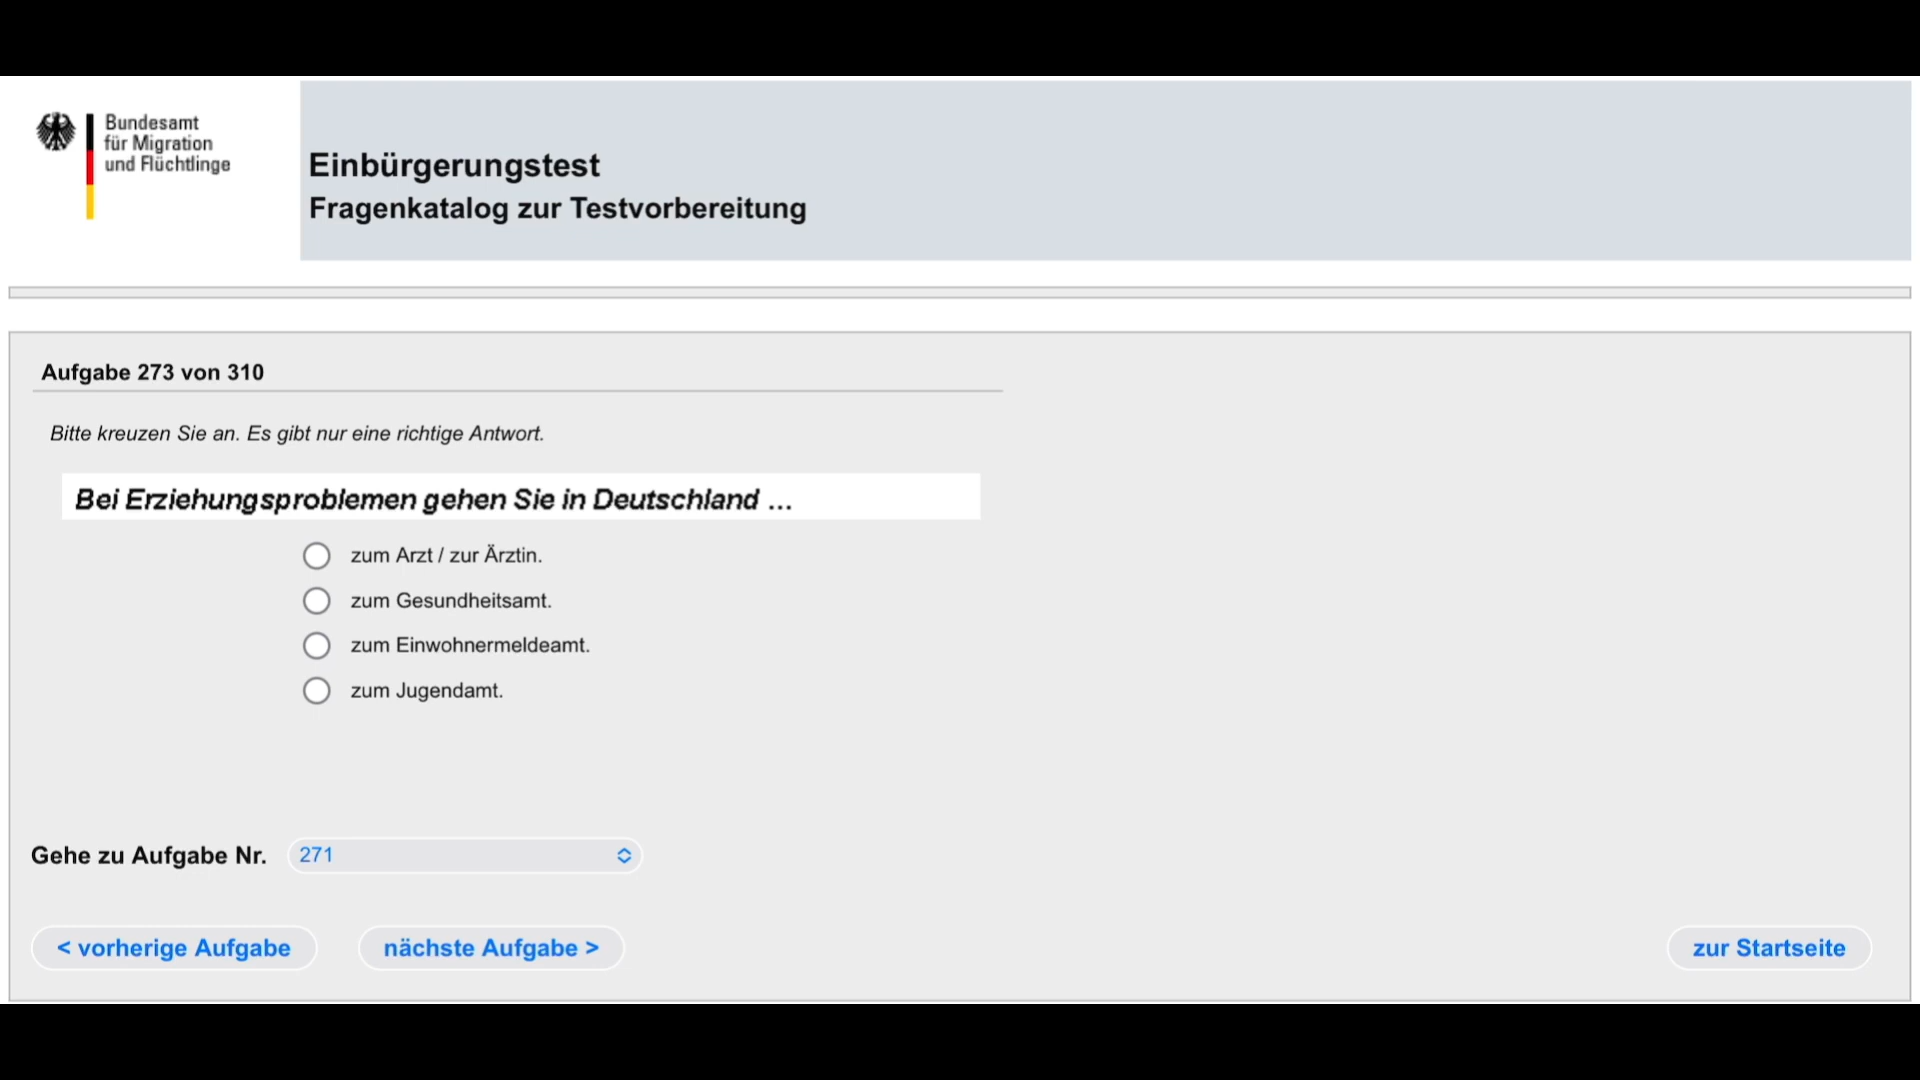 Bundesamt
für Migration
und Flüchtlinge
Einbürgerungstest
Fragenkatalog zur Testvorbereitung
Aufgabe 273 von 310
Bitte kreuzen Sie an. Es gibt nur eine richtige Antwort.
Bei Erziehungsproblemen gehen Sie in Deutschland ...
zum Arzt / zur Ärztin.
zum Gesundheitsamt.
zum Einwohnermeldeamt.
zum Jugendamt.
Gehe zu Aufgabe Nr. 271
< vorherige Aufgabe nächste Aufgabe > zur Startseite